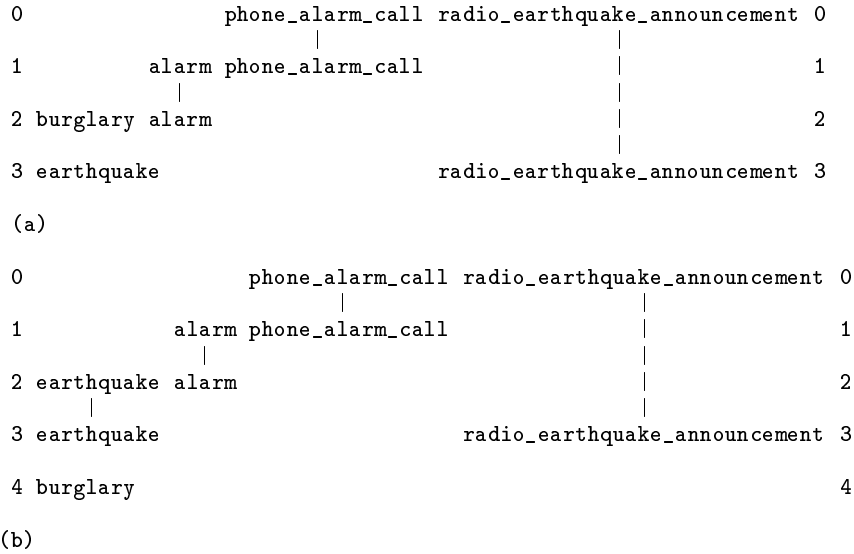 0 phone_alarm_call radio_earthquake_announcement 0
1 alarm phone_alarm_call 1
2 burglary alarm 2
3 earthquake radio_earthquake_announcement 3
(a)
0 phone_alarm_call radio_earthquake_announcement 0
1 alarm phone_alarm_call 1
2 earthquake alarm 2
3 earthquake radio_earthquake_announcement 3
4 burglary 4
(b)